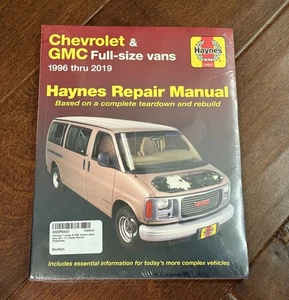 Chevrolet &
GMC Full-size vans
1996 thru 2019
Haynes
Haynes Repair Manual
Based on a complete teardown and rebuild
GMC
Haynes
Includes essential information for today's more complex vehicles